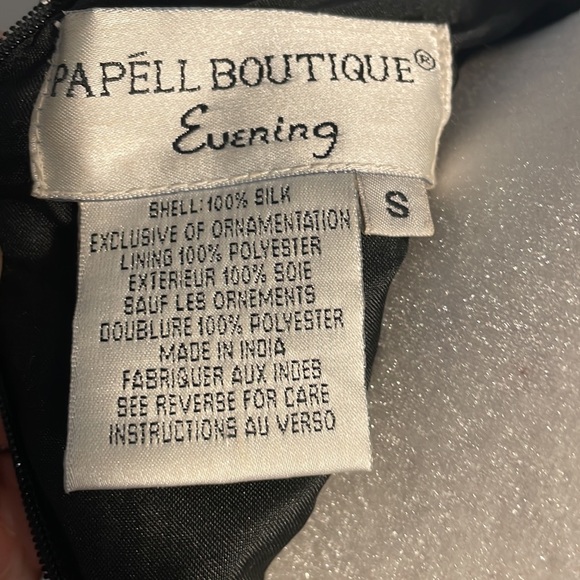 PAPÉLL BOUTIQUE®
Evening
S
SHELL: 100% SILK
EXCLUSIVE OF ORNAMENTATION
LINING 100% POLYESTER
EXTERIEUR 100% SOIE
SAUF LES ORNEMENTS
DOUBLURE 100% POLYESTER
MADE IN INDIA
FABRIQUER AUX INDES
SEE REVERSE FOR CARE
INSTRUCTIONS AU VERSO